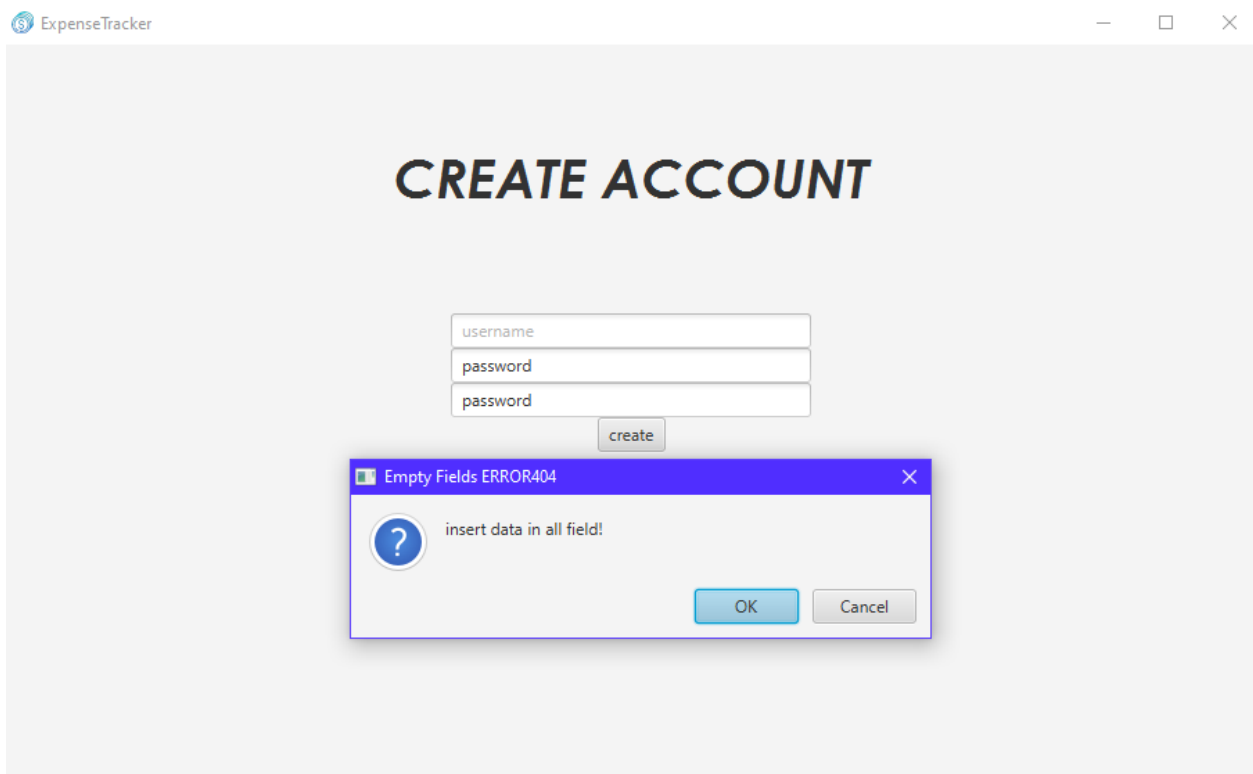 ExpenseTracker
CREATE ACCOUNT
username
password
password
create
Empty Fields ERROR404
insert data in all field!
OK Cancel